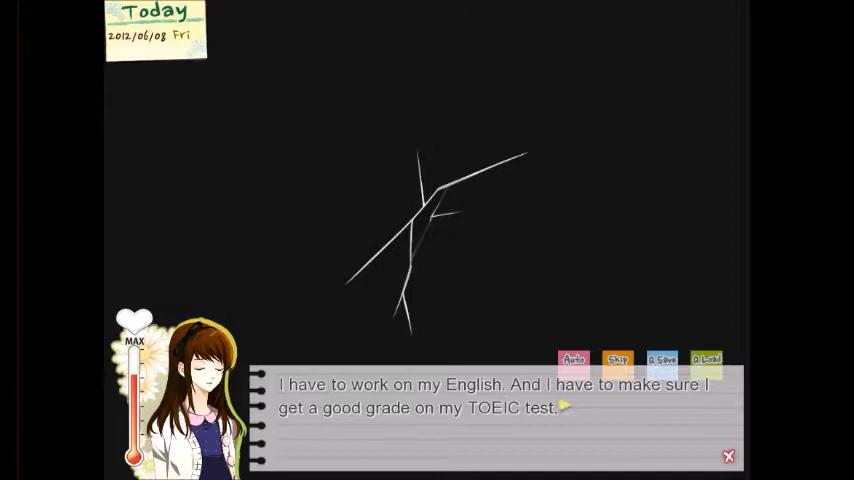 Today
2012/06/08 Fri
MAX
Auto
Skip
Q.Save
Q.Load
I have to work on my English. And I have to make sure I
get a good grade on my TOEIC test.